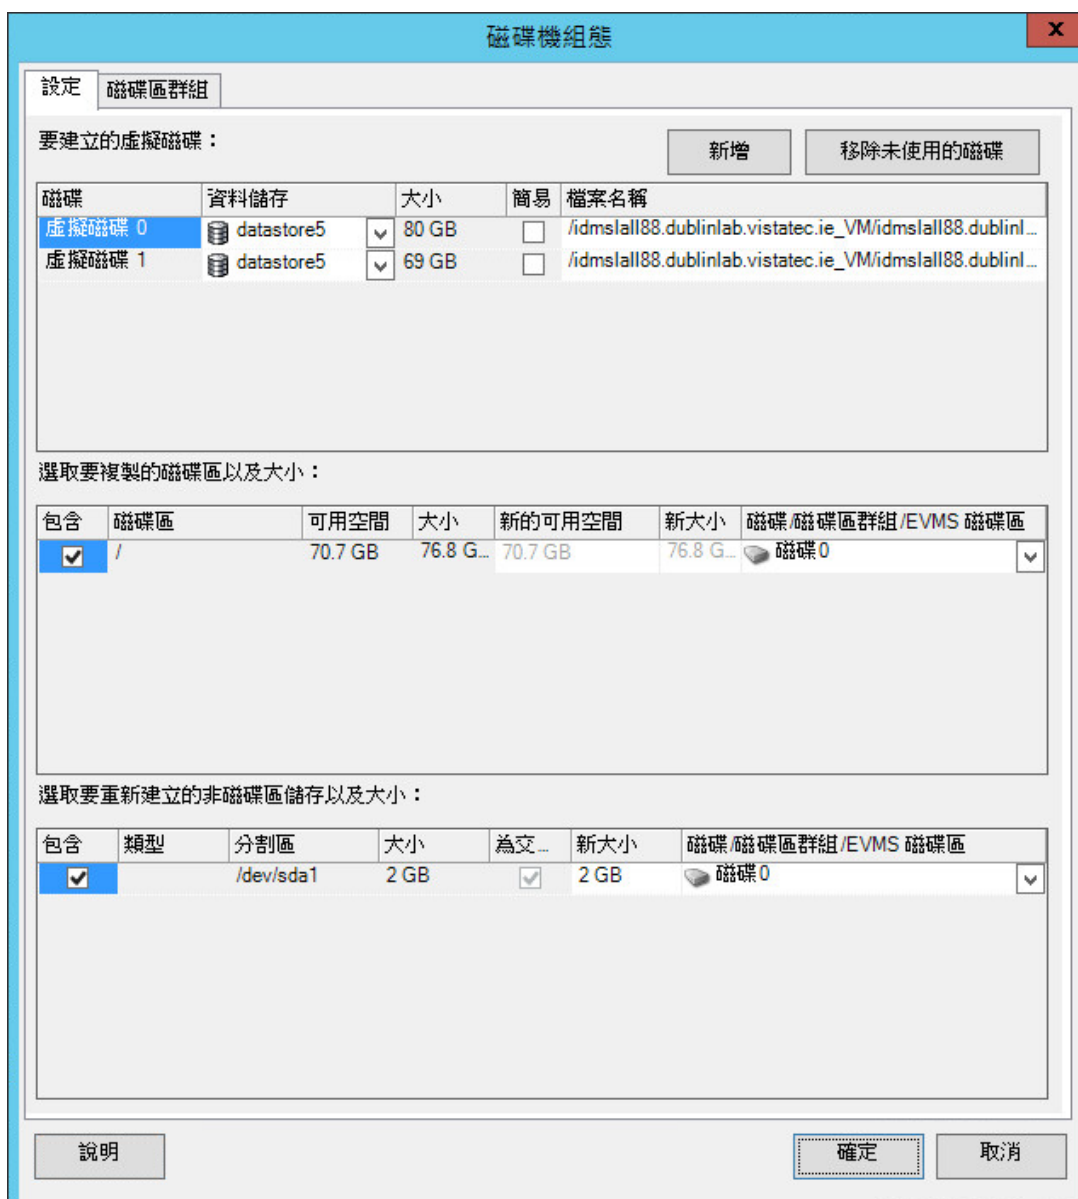 磁碟機組態
x
設定 磁碟區群組
要建立的虛擬磁碟： 新增 移除未使用的磁碟
磁碟 資料儲存 大小 簡易 檔案名稱
虛擬磁碟 0 datastore5 80 GB /idmslall88.dublinlab.vistatec.ie_VM/idmslall88.dublinl...
虛擬磁碟 1 datastore5 69 GB /idmslall88.dublinlab.vistatec.ie_VM/idmslall88.dublinl...
選取要複製的磁碟區以及大小：
包含 磁碟區 可用空間 大小 新的可用空間 新大小 磁碟/磁碟區群組/EVMS 磁碟區
/ 70.7 GB 76.8 G... 70.7 GB 76.8 G... 磁碟0
選取要重新建立的非磁碟區儲存以及大小：
包含 類型 分割區 大小 為交... 新大小 磁碟/磁碟區群組/EVMS 磁碟區
/dev/sda1 2 GB 2 GB 磁碟0
說明 確定 取消